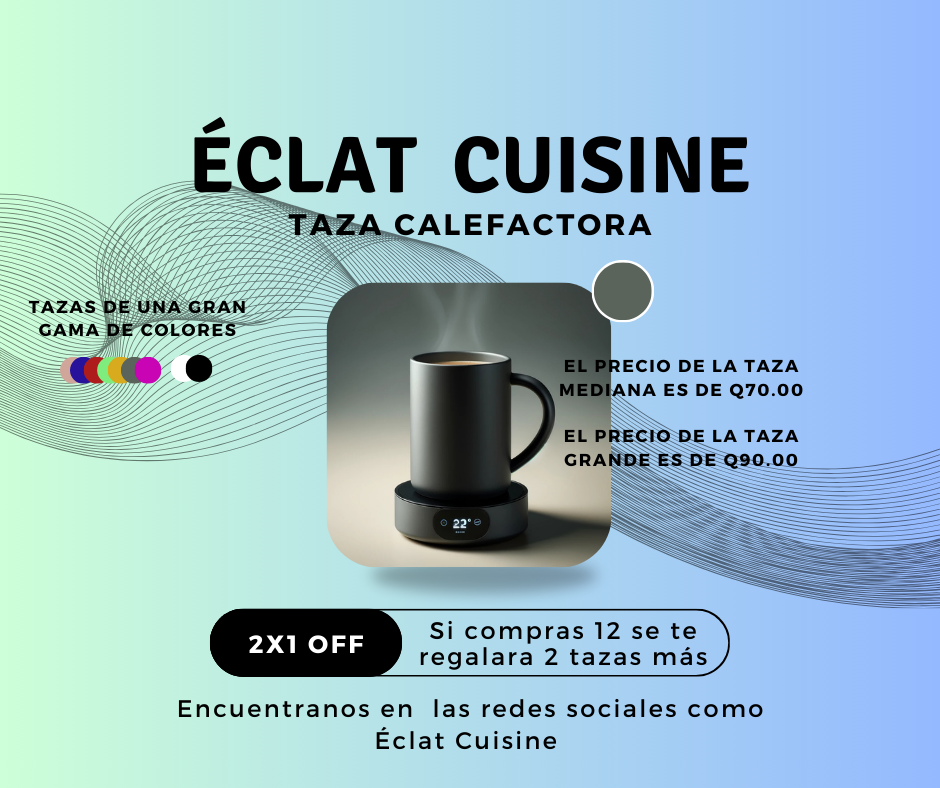 ÉCLAT CUISINE
TAZA CALEFACTORA
TAZAS DE UNA GRAN
GAMA DE COLORES
EL PRECIO DE LA TAZA
MEDIANA ES DE Q70.00
EL PRECIO DE LA TAZA
GRANDE ES DE Q90.00
22°
2X1 OFF
Si compras 12 se te
regalara 2 tazas más
Encuentranos en las redes sociales como
Éclat Cuisine